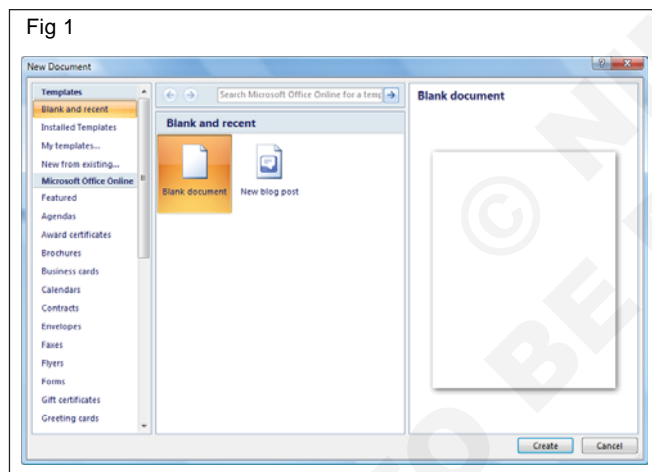 Fig 1
New Document
Templates
Blank and recent
Installed Templates
My templates...
New from existing...
Microsoft Office Online
Featured
Agendas
Award certificates
Brochures
Business cards
Calendars
Contracts
Envelopes
Faxes
Flyers
Forms
Gift certificates
Greeting cards
Search Microsoft Office Online for a temp
Blank and recent
Blank document
New blog post
Blank document
Create
Cancel
©
TO BE